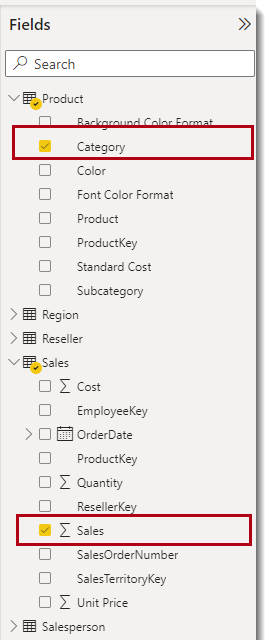 Fields
Search
Product
Background Color Format
Category
Color
Font Color Format
Product
ProductKey
Standard Cost
Subcategory
Region
Reseller
Sales
Cost
EmployeeKey
OrderDate
ProductKey
Quantity
ResellerKey
Sales
SalesOrderNumber
SalesTerritoryKey
Unit Price
Salesperson